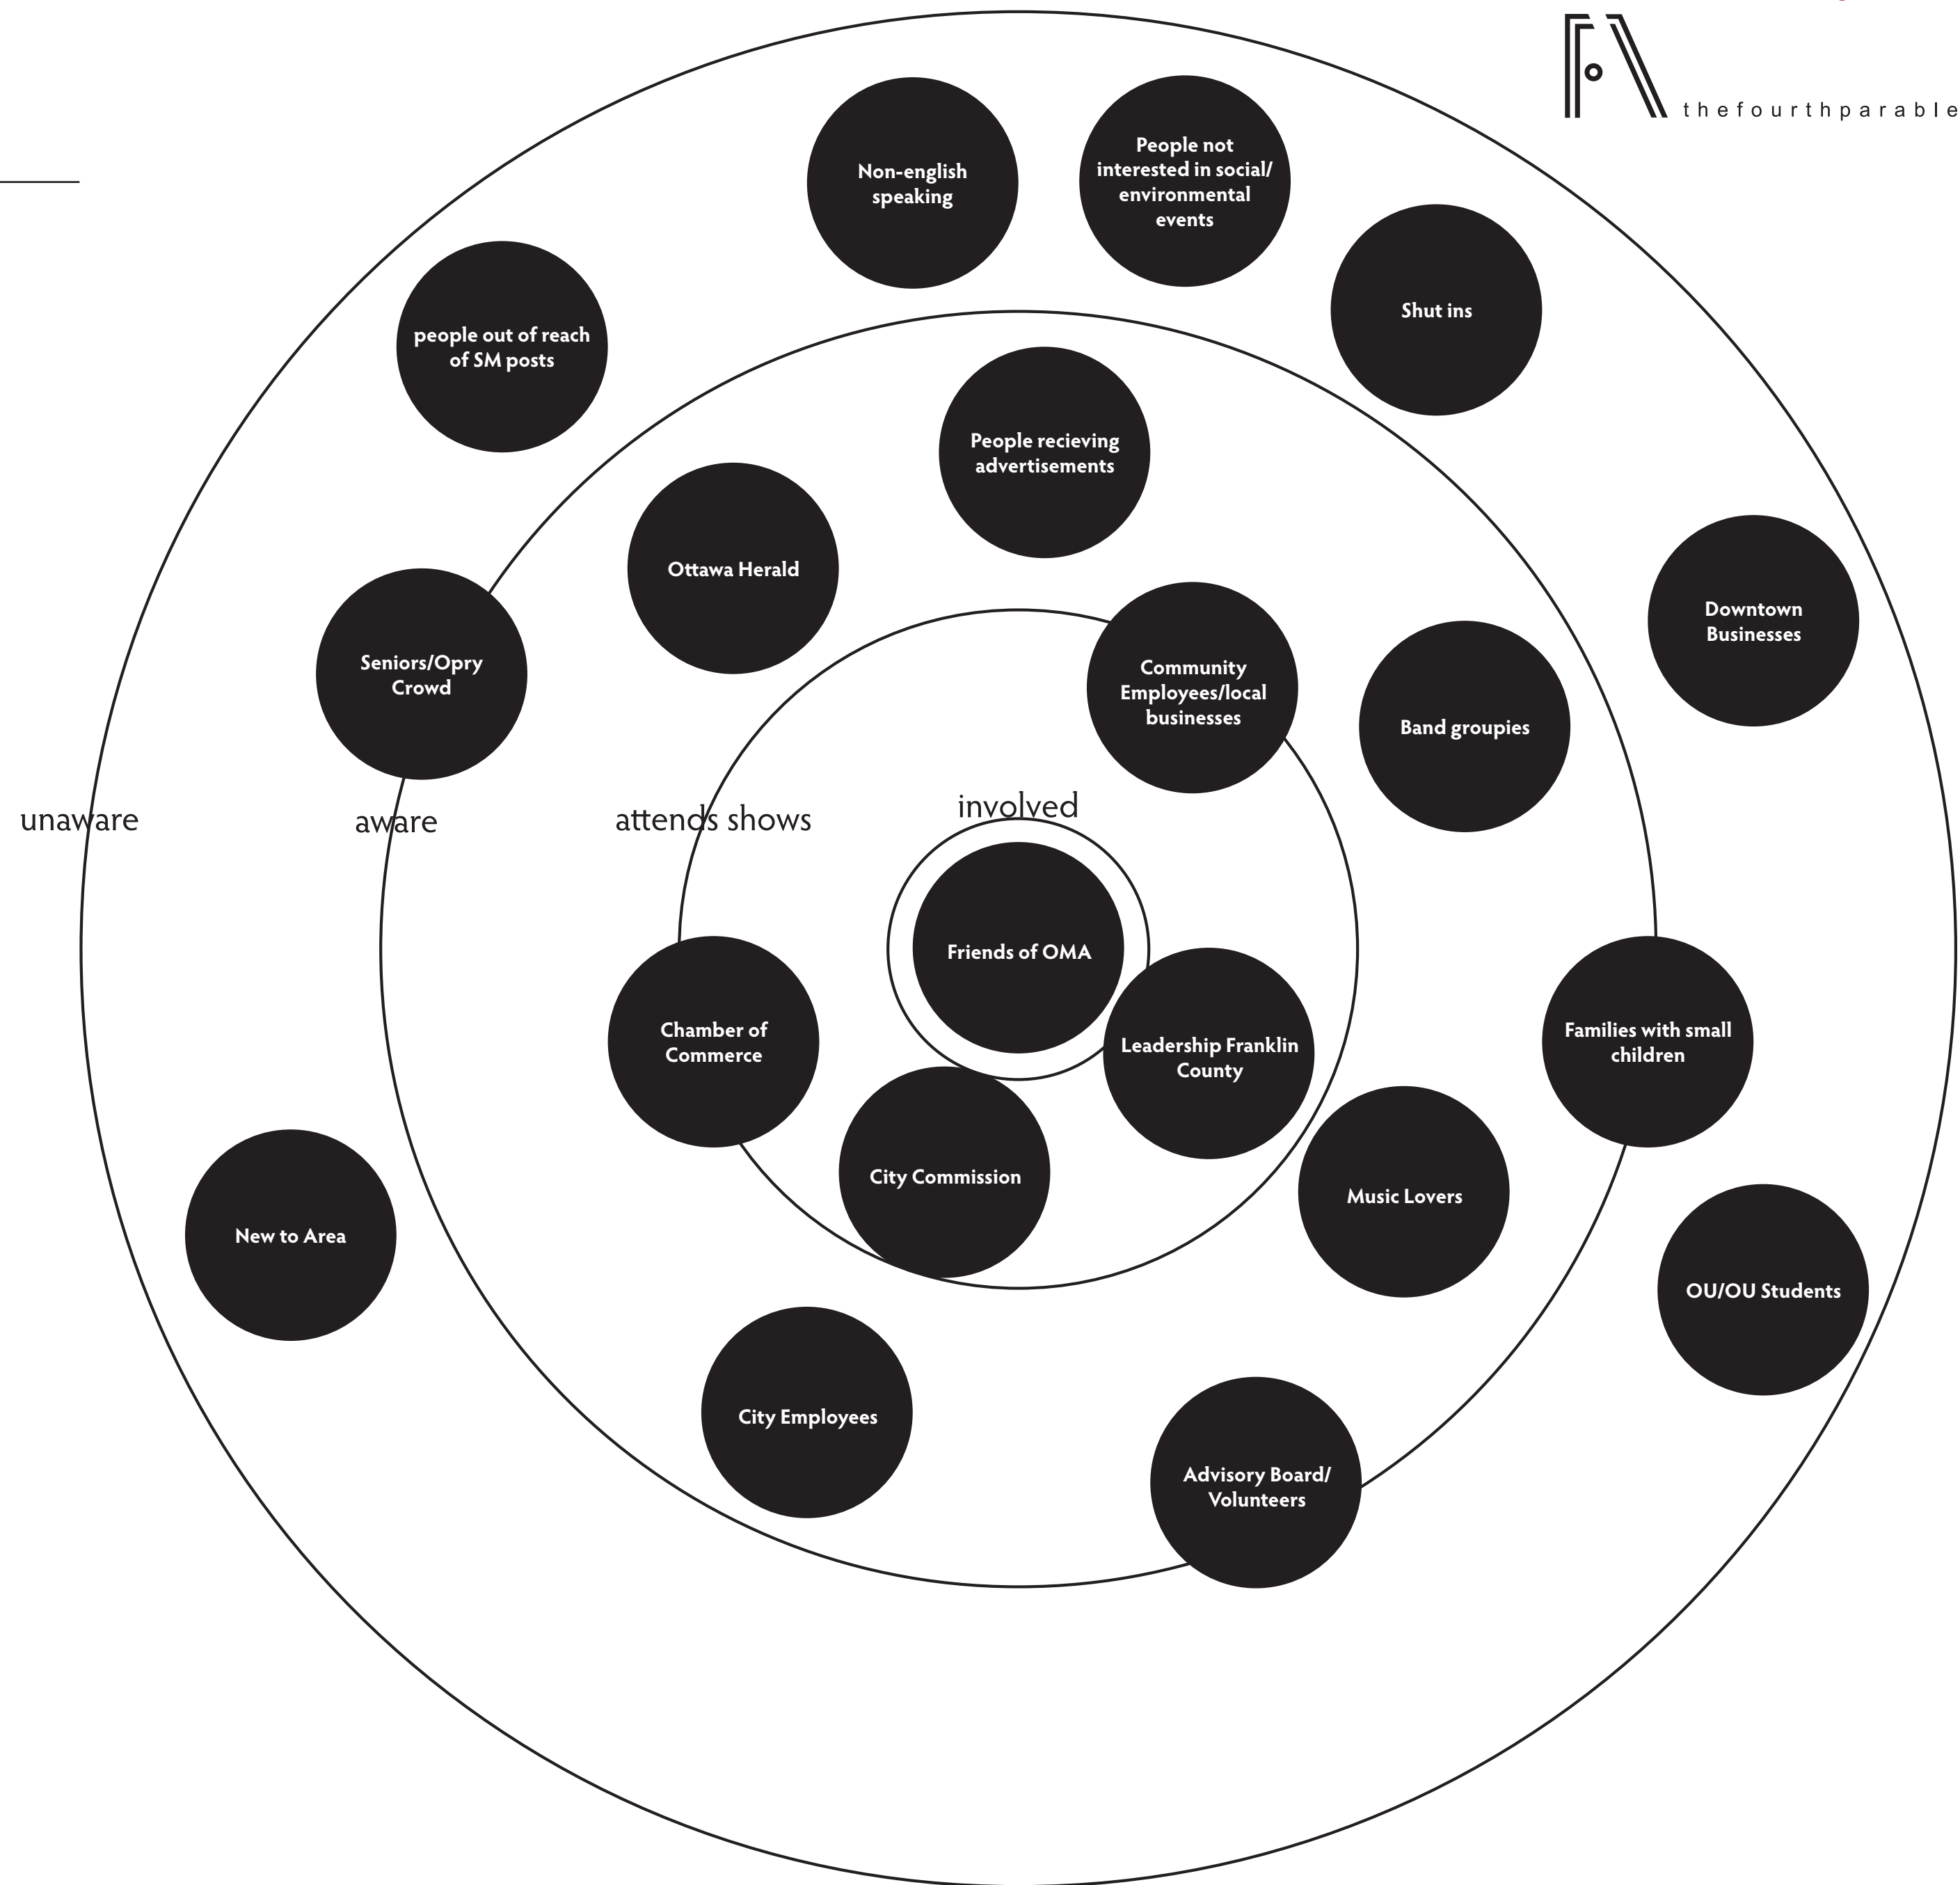 thefourthparable
Non-english
speaking
People not
interested in social/
environmental
events
Shut ins
people out of reach
of SM posts
People recieving
advertisements
Ottawa Herald
Downtown
Businesses
Seniors/Opry
Crowd
Community
Employees/local
businesses
Band groupies
unaware
aware
attends shows
involved
Friends of OMA
Chamber of
Commerce
Leadership Franklin
County
Families with small
children
City Commission
Music Lovers
New to Area
OU/OU Students
City Employees
Advisory Board/
Volunteers